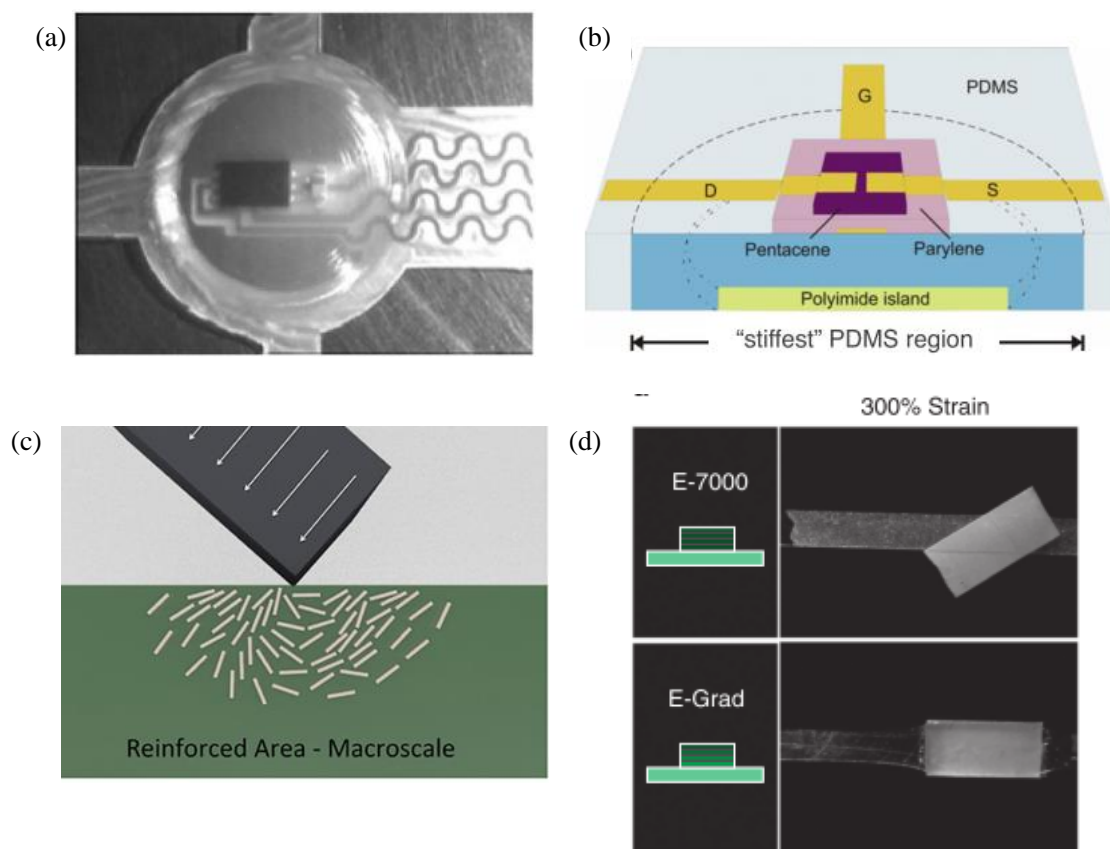 (a)
(b)
G
PDMS
D
S
Pentacene
Parylene
Polyimide island
"stiffest" PDMS region
300% Strain
(c)
(d)
E-7000
Reinforced Area - Macroscale
E-Grad